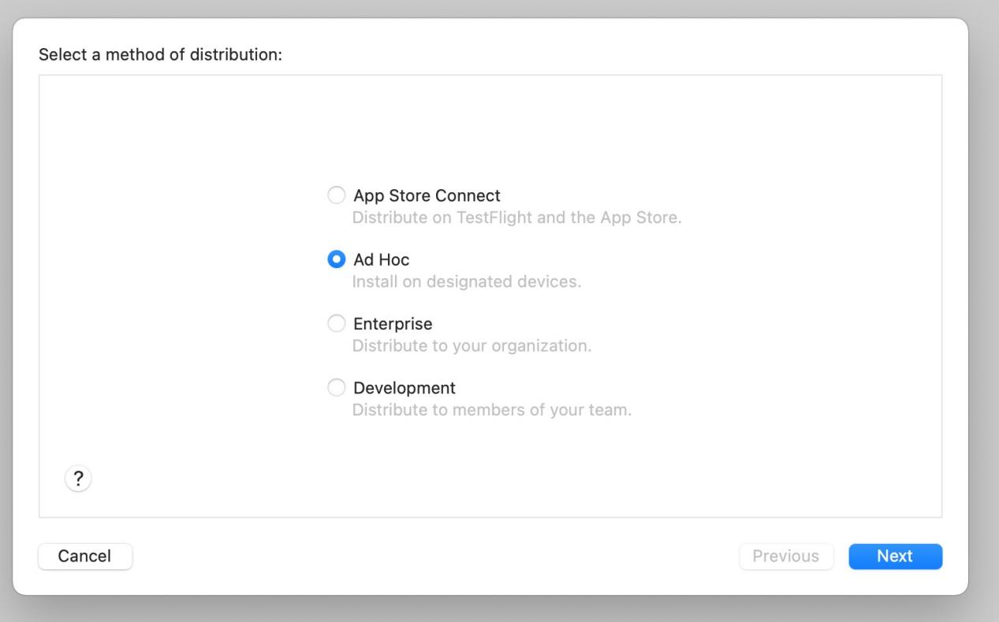 Select a method of distribution:
App Store Connect
Distribute on TestFlight and the App Store.
Ad Hoc
Install on designated devices.
Enterprise
Distribute to your organization.
Development
Distribute to members of your team.
?
Cancel
Previous
Next